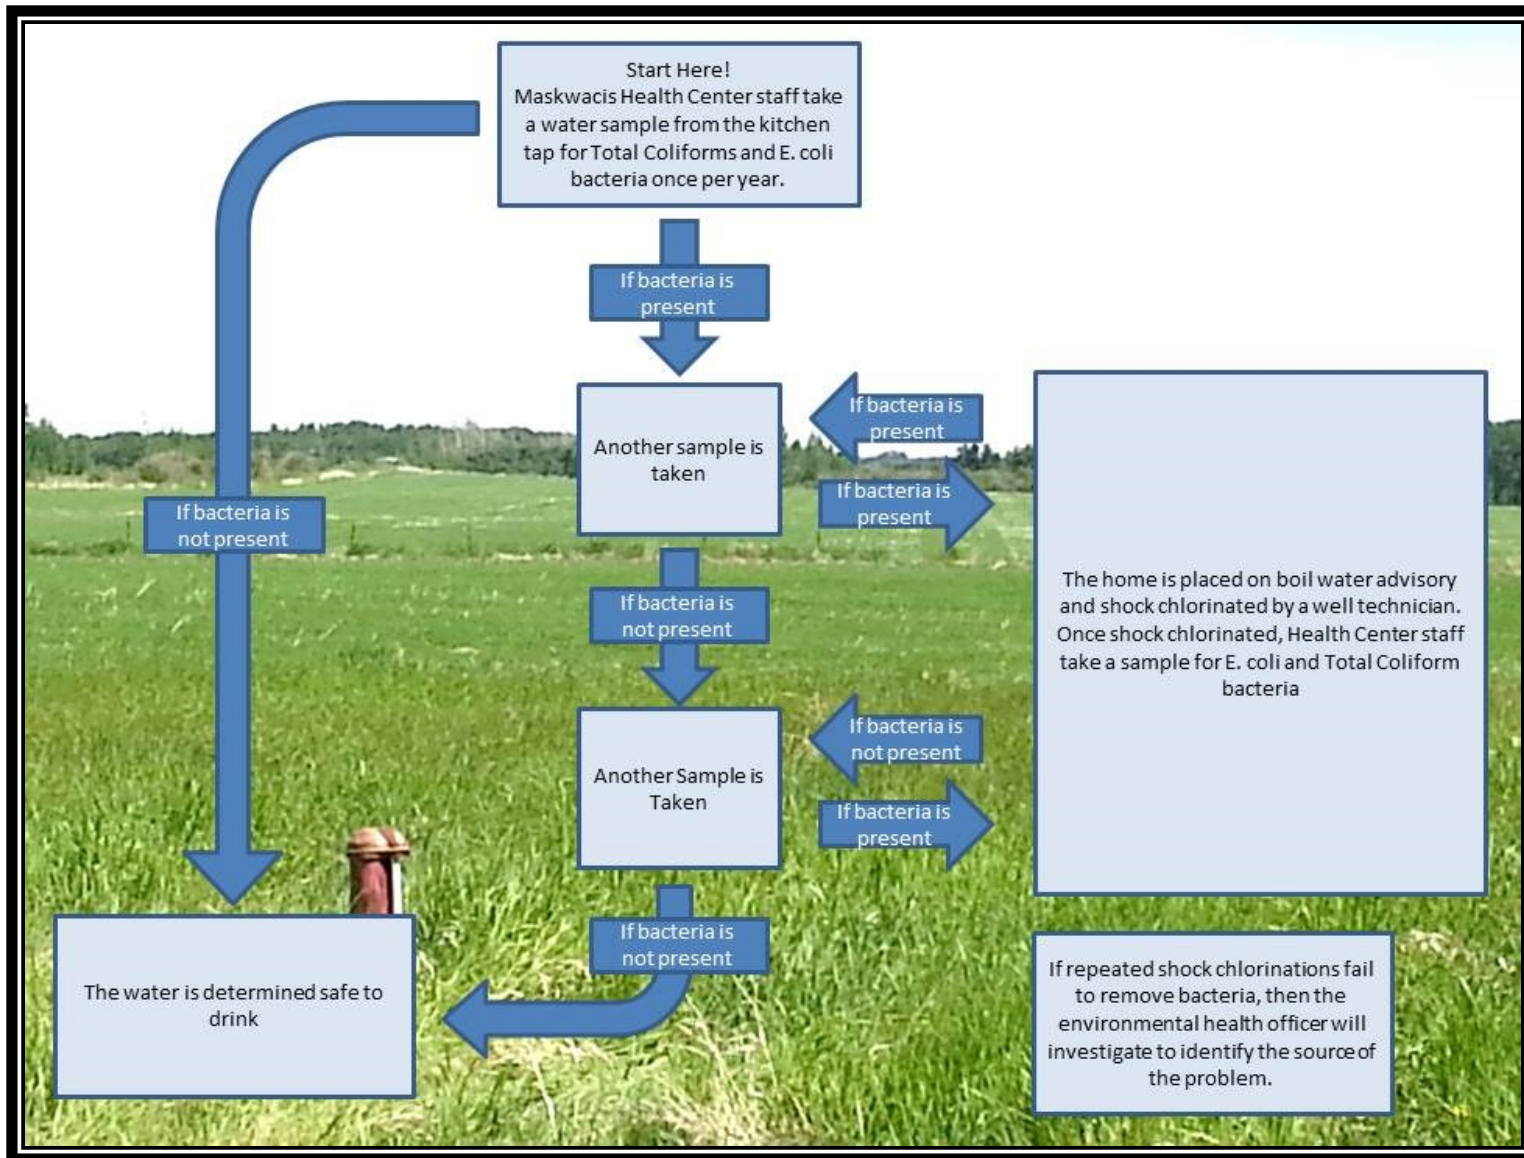 Start Here!
Maskwacis Health Center staff take
a water sample from the kitchen
tap for Total Coliforms and E. coli
bacteria once per year.
If bacteria is
present
Another sample is
taken
If bacteria is
present
If bacteria is
present
If bacteria is
not present
If bacteria is
not present
The home is placed on boil water advisory
and shock chlorinated by a well technician.
Once shock chlorinated, Health Center staff
take a sample for E. coli and Total Coliform
bacteria
Another Sample is
Taken
If bacteria is
not present
If bacteria is
present
If bacteria is
not present
The water is determined safe to
drink
If repeated shock chlorinations fail
to remove bacteria, then the
environmental health officer will
investigate to identify the source of
the problem.